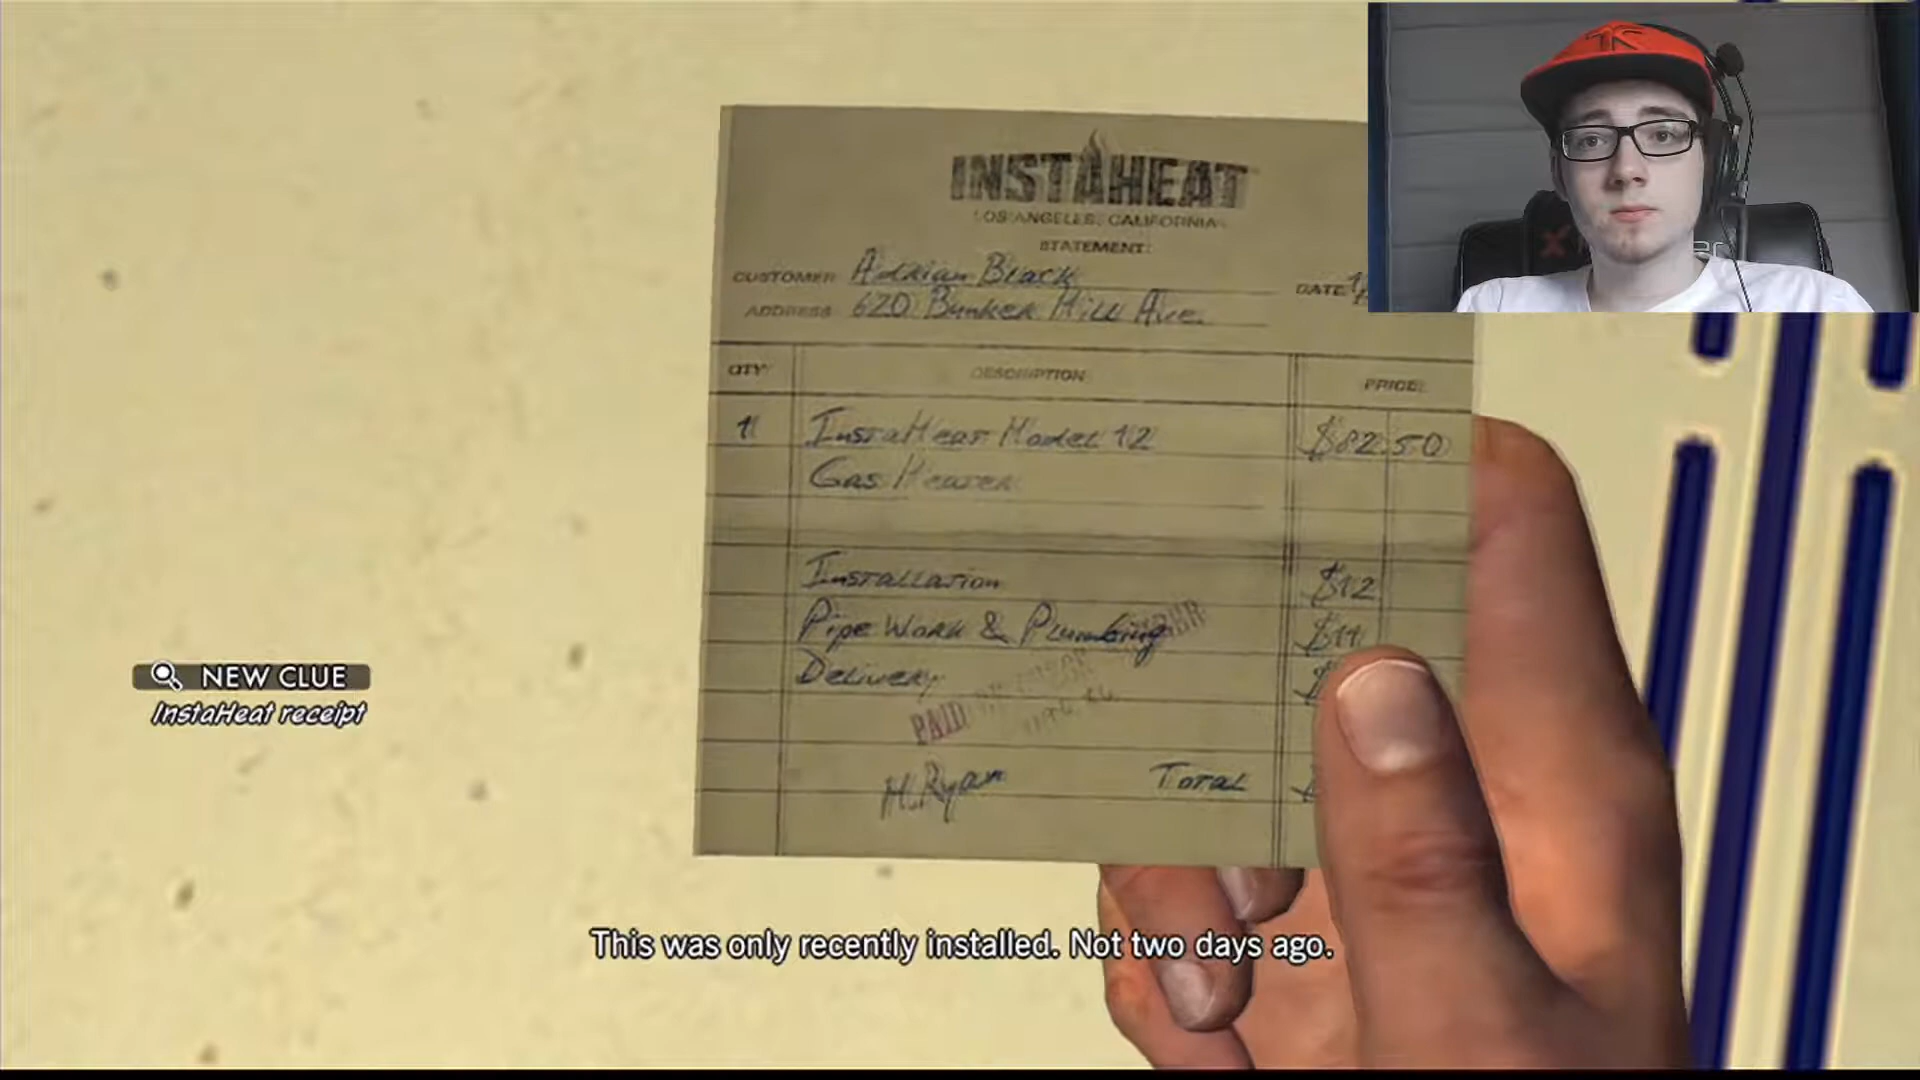 INSTAHEAT
LOS ANGELES, CALIFORNIA
STATEMENT:
CUSTOMER Adrian Black
DATE
ADDRESS 620 Bunker Hill Ave.
QTY DESCRIPTION PRICE
1 InstaHeat Model 12 $82.50
Gas Heater
Installation $12
Pipe Work & Plumbing $11
Delivery
PAID
H. Ryan Total
NEW CLUE
InstaHeat receipt
This was only recently installed. Not two days ago.